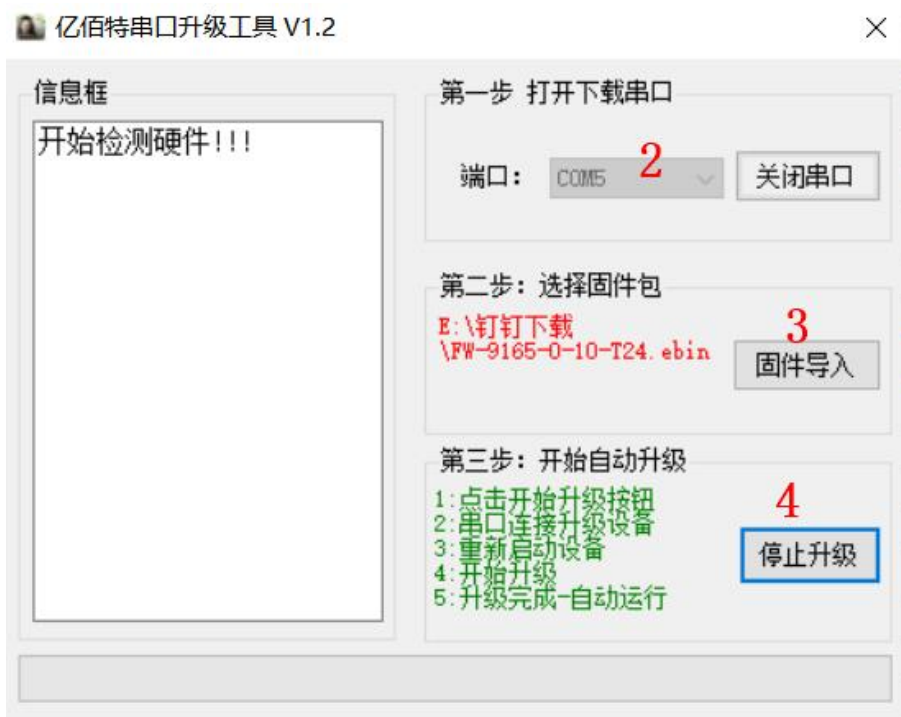 亿佰特串口升级工具 V1.2
信息框
开始检测硬件!!!
第一步 打开下载串口
端口: COM5 2 关闭串口
第二步: 选择固件包
E:\钉钉下载
\FW-9165-0-10-T24.ebin
3
固件导入
第三步: 开始自动升级
1:点击开始升级按钮
2:串口连接升级设备
3:重新启动设备
4:开始升级
5:升级完成-自动运行
4
停止升级